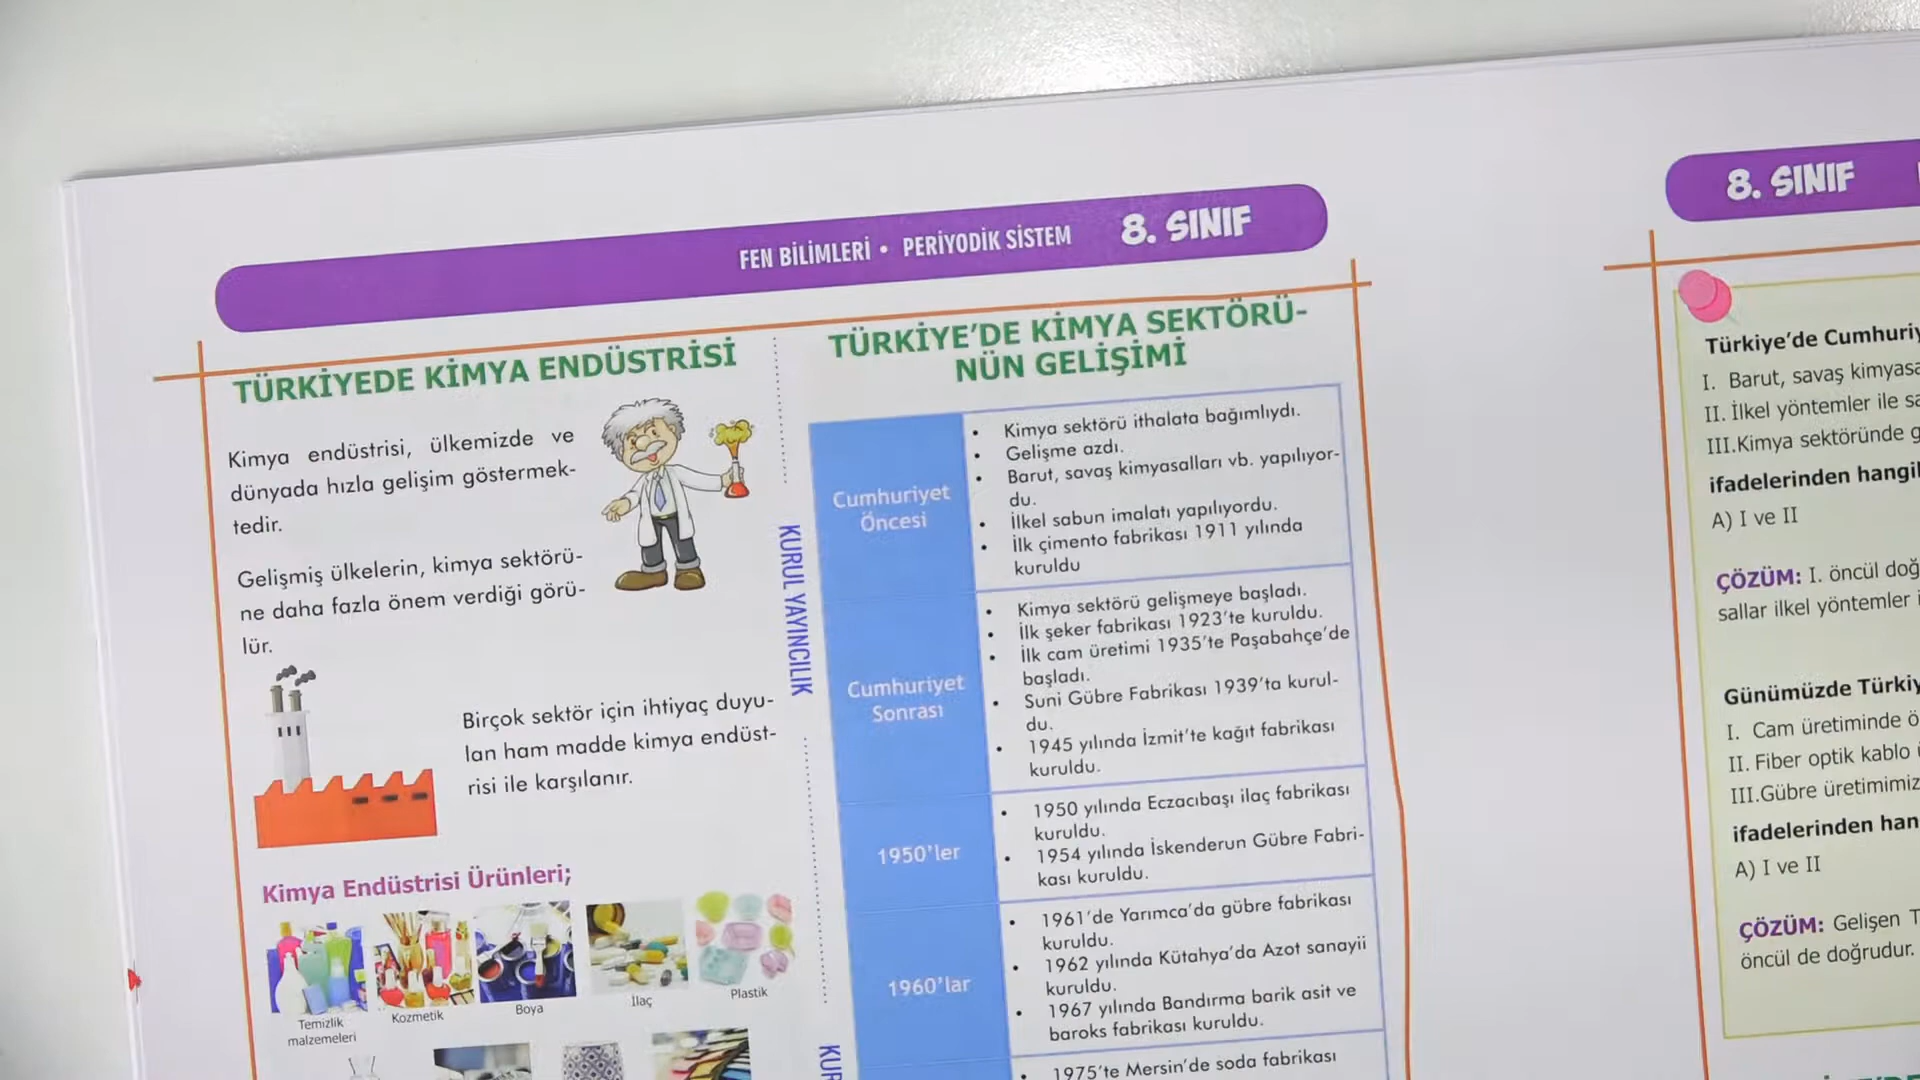 FEN BİLİMLERİ • PERİYODİK SİSTEM 8. SINIF
TÜRKİYEDE KİMYA ENDÜSTRİSİ
Kimya endüstrisi, ülkemizde ve
dünyada hızla gelişim göstermek-
tedir.
Gelişmiş ülkelerin, kimya sektörü-
ne daha fazla önem verdiği görü-
lür.
Birçok sektör için ihtiyaç duyu-
lan ham madde kimya endüst-
risi ile karşılanır.
Kimya Endüstrisi Ürünleri;
Temizlik
malzemeleri
Kozmetik
Boya
İlaç
Plastik
KURUL YAYINCILIK
TÜRKİYE'DE KİMYA SEKTÖRÜ-
NÜN GELİŞİMİ
Cumhuriyet
Öncesi
• Kimya sektörü ithalata bağımlıydı.
• Gelişme azdı.
• Barut, savaş kimyasalları vb. yapılıyor-
du.
• İlkel sabun imalatı yapılıyordu.
• İlk çimento fabrikası 1911 yılında
kuruldu
Cumhuriyet
Sonrası
• Kimya sektörü gelişmeye başladı.
• İlk şeker fabrikası 1923'te kuruldu.
• İlk cam üretimi 1935'te Paşabahçe'de
başladı.
• Suni Gübre Fabrikası 1939'ta kurul-
du.
• 1945 yılında İzmit'te kağıt fabrikası
kuruldu.
1950'ler
• 1950 yılında Eczacıbaşı ilaç fabrikası
kuruldu.
• 1954 yılında İskenderun Gübre Fabri-
kası kuruldu.
1960'lar
• 1961'de Yarımca'da gübre fabrikası
kuruldu.
• 1962 yılında Kütahya'da Azot sanayii
kuruldu.
• 1967 yılında Bandırma barik asit ve
baroks fabrikası kuruldu.
• 1975'te Mersin'de soda fabrikası
8. SINIF
Türkiye'de
I. Barut, savaş
II. İlkel yöntemler ile
III.Kimya sektöründe
ifadelerinden
A) I ve II
ÇÖZÜM: I. öncül
sallar ilkel yöntemler
Günümüzde
I. Cam üretiminde
II. Fiber optik kablo
III.Gübre üretimimiz
ifadelerinden
A) I ve II
ÇÖZÜM: Gelişen
öncül de doğrudur.